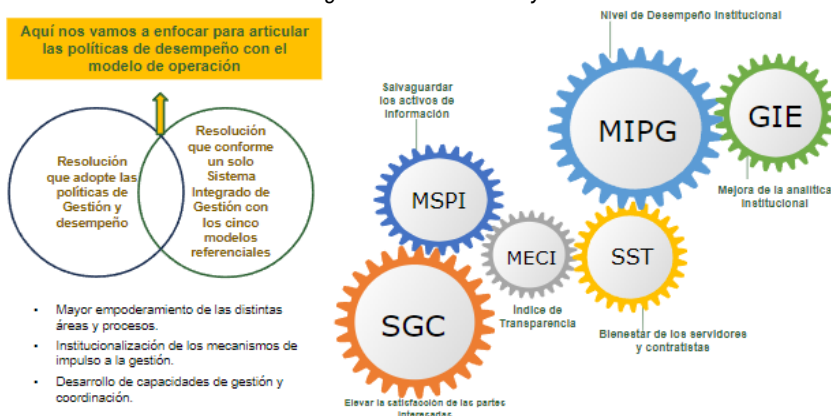 Aquí nos vamos a enfocar para articular
las políticas de desempeño con el
modelo de operación
Resolución
que adopte las
políticas de
Gestión y
desempeño
Resolución
que conforme
un solo
Sistema
Integrado de
Gestión con
los cinco
modelos
referenciales
• Mayor empoderamiento de las distintas
áreas y procesos.
• Institucionalización de los mecanismos de
impulso a la gestión.
• Desarrollo de capacidades de gestión y
coordinación.
Nivel de Desempeño Institucional
MIPG
GIE
Mejora de la analítica
Institucional
Salvaguardar
los activos de
Información
MSPI
MECI
Índice de
Transparencia
SST
Bienestar de los servidores
y contratistas
SGC
Elevar la satisfacción de las partes
interesadas